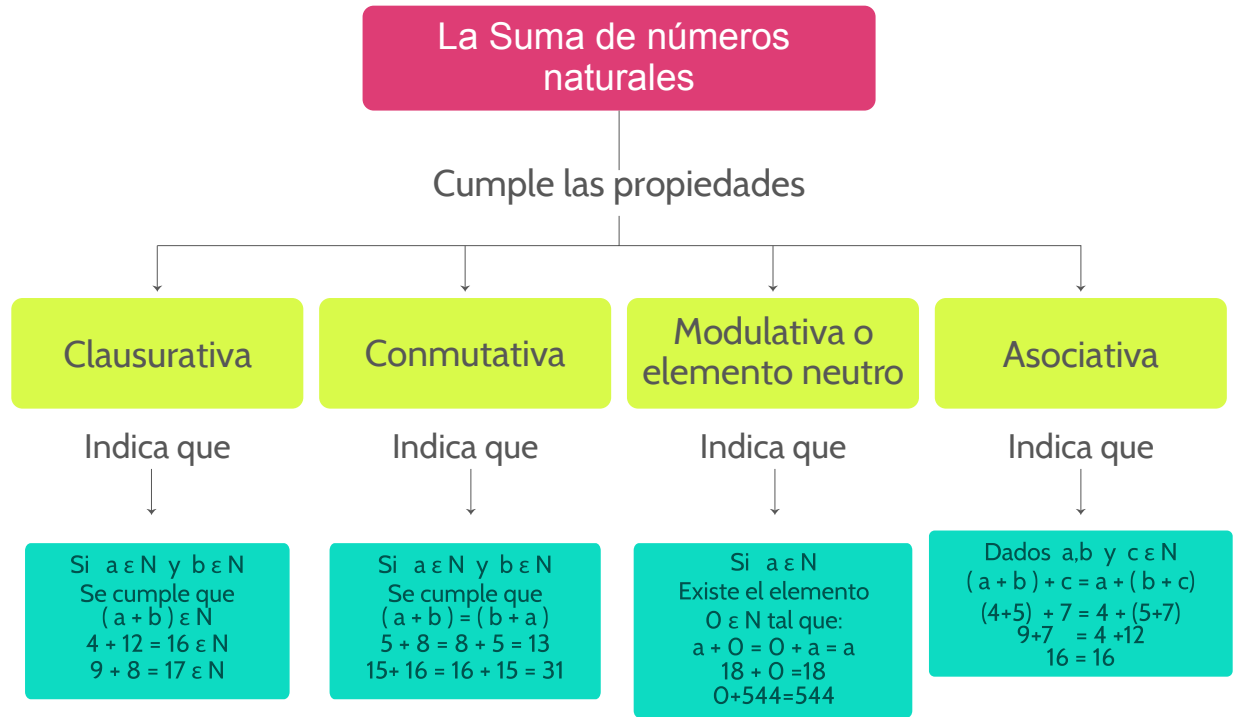 La Suma de números
naturales
Cumple las propiedades
Clausurativa
Conmutativa
Modulativa o
elemento neutro
Asociativa
Indica que
Indica que
Indica que
Indica que
Si a ε N y b ε N
Se cumple que
( a + b ) ε N
4 + 12 = 16 ε N
9 + 8 = 17 ε N
Si a ε N y b ε N
Se cumple que
( a + b ) = ( b + a )
5 + 8 = 8 + 5 = 13
15+ 16 = 16 + 15 = 31
Si a ε N
Existe el elemento
0 ε N tal que:
a + 0 = 0 + a = a
18 + 0 =18
0+544=544
Dados a,b y c ε N
( a + b ) + c = a + ( b + c)
(4+5) + 7 = 4 + (5+7)
9+7 = 4 +12
16 = 16